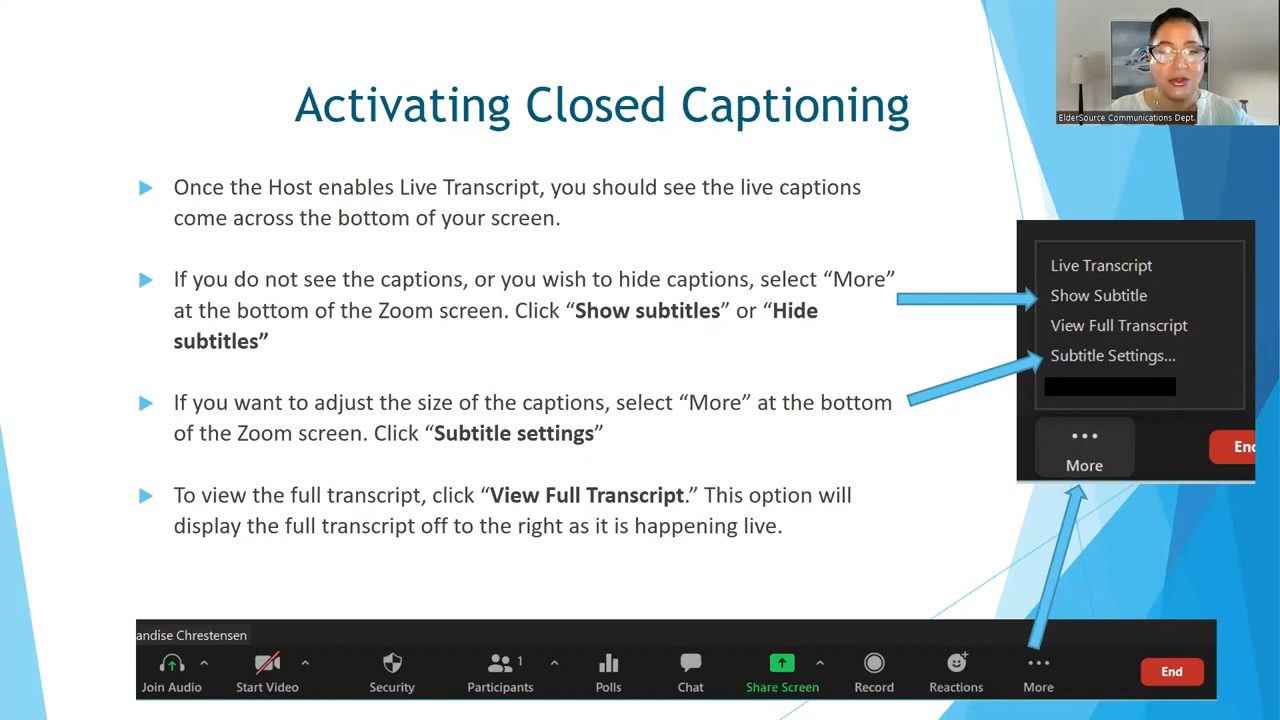 Activating Closed Captioning
ElderSource Communications Dept.
Once the Host enables Live Transcript, you should see the live captions
come across the bottom of your screen.
If you do not see the captions, or you wish to hide captions, select “More”
at the bottom of the Zoom screen. Click “Show subtitles” or “Hide
subtitles”
If you want to adjust the size of the captions, select “More” at the bottom
of the Zoom screen. Click “Subtitle settings”
To view the full transcript, click “View Full Transcript.” This option will
display the full transcript off to the right as it is happening live.
Live Transcript
Show Subtitle
View Full Transcript
Subtitle Settings...
More
End
andise Chrestensen
1
Join Audio
Start Video
Security
Participants
Polls
Chat
Share Screen
Record
Reactions
More
End